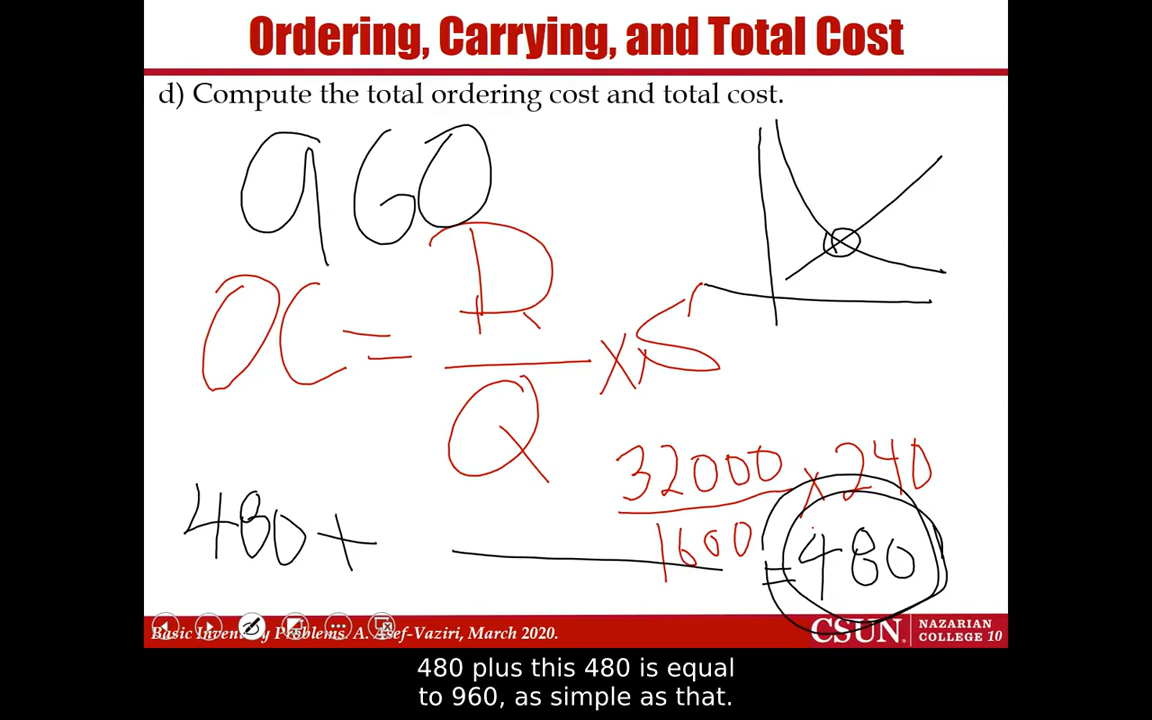 Ordering, Carrying, and Total Cost
d) Compute the total ordering cost and total cost.
960
OC = R
Q
x S
32000
1600
x 240
= 480
480 +
Basic Inventory Problems. A. Asef-Vaziri, March 2020.
CSUN
NAZARIAN
COLLEGE 10
480 plus this 480 is equal
to 960, as simple as that.